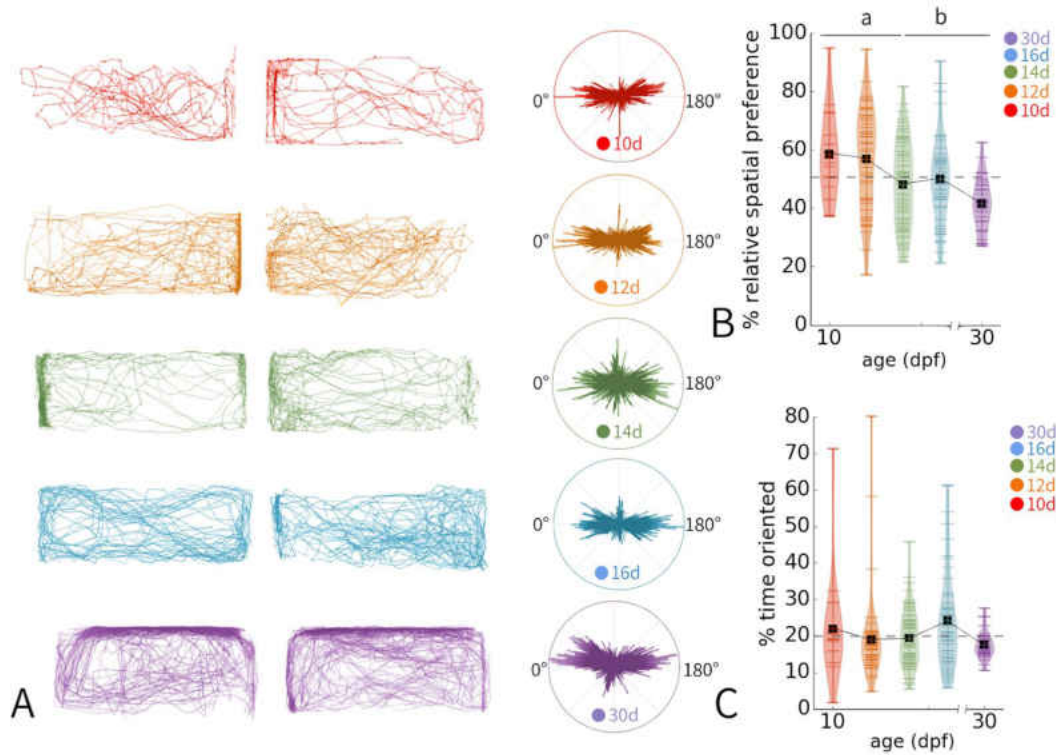 A
0°
180°
10d
0°
180°
12d
0°
180°
14d
0°
180°
16d
0°
180°
30d
B
% relative spatial preference
100
80
60
40
20
0
a
b
10
30
age (dpf)
30d
16d
14d
12d
10d
C
% time oriented
80
70
60
50
40
30
20
10
0
10
30
age (dpf)
30d
16d
14d
12d
10d